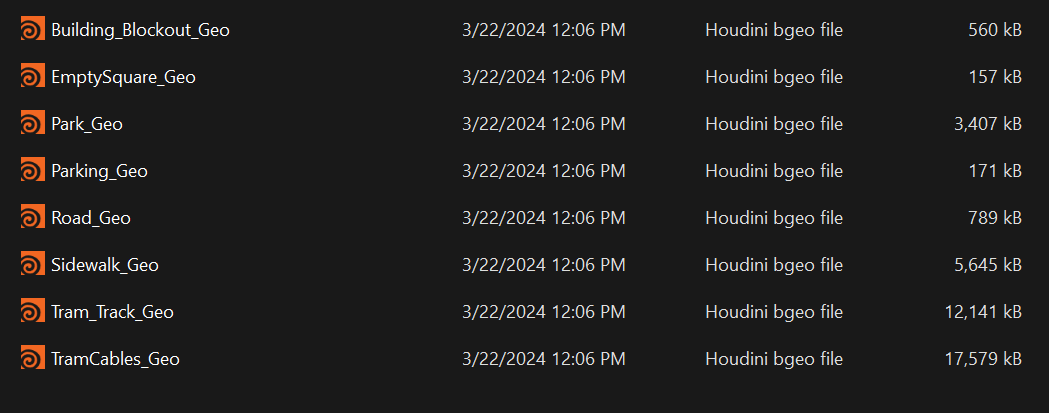 Building_Blockout_Geo 3/22/2024 12:06 PM Houdini bgeo file 560 kB
EmptySquare_Geo 3/22/2024 12:06 PM Houdini bgeo file 157 kB
Park_Geo 3/22/2024 12:06 PM Houdini bgeo file 3,407 kB
Parking_Geo 3/22/2024 12:06 PM Houdini bgeo file 171 kB
Road_Geo 3/22/2024 12:06 PM Houdini bgeo file 789 kB
Sidewalk_Geo 3/22/2024 12:06 PM Houdini bgeo file 5,645 kB
Tram_Track_Geo 3/22/2024 12:06 PM Houdini bgeo file 12,141 kB
TramCables_Geo 3/22/2024 12:06 PM Houdini bgeo file 17,579 kB